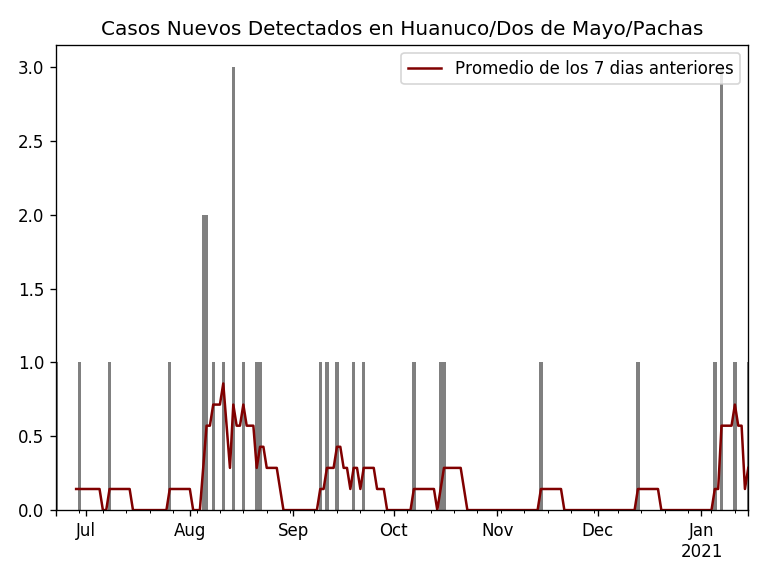 Casos Nuevos Detectados en Huanuco/Dos de Mayo/Pachas
Promedio de los 7 dias anteriores
3.0
2.5
2.0
1.5
1.0
0.5
0.0
Jul Aug Sep Oct Nov Dec Jan
2021